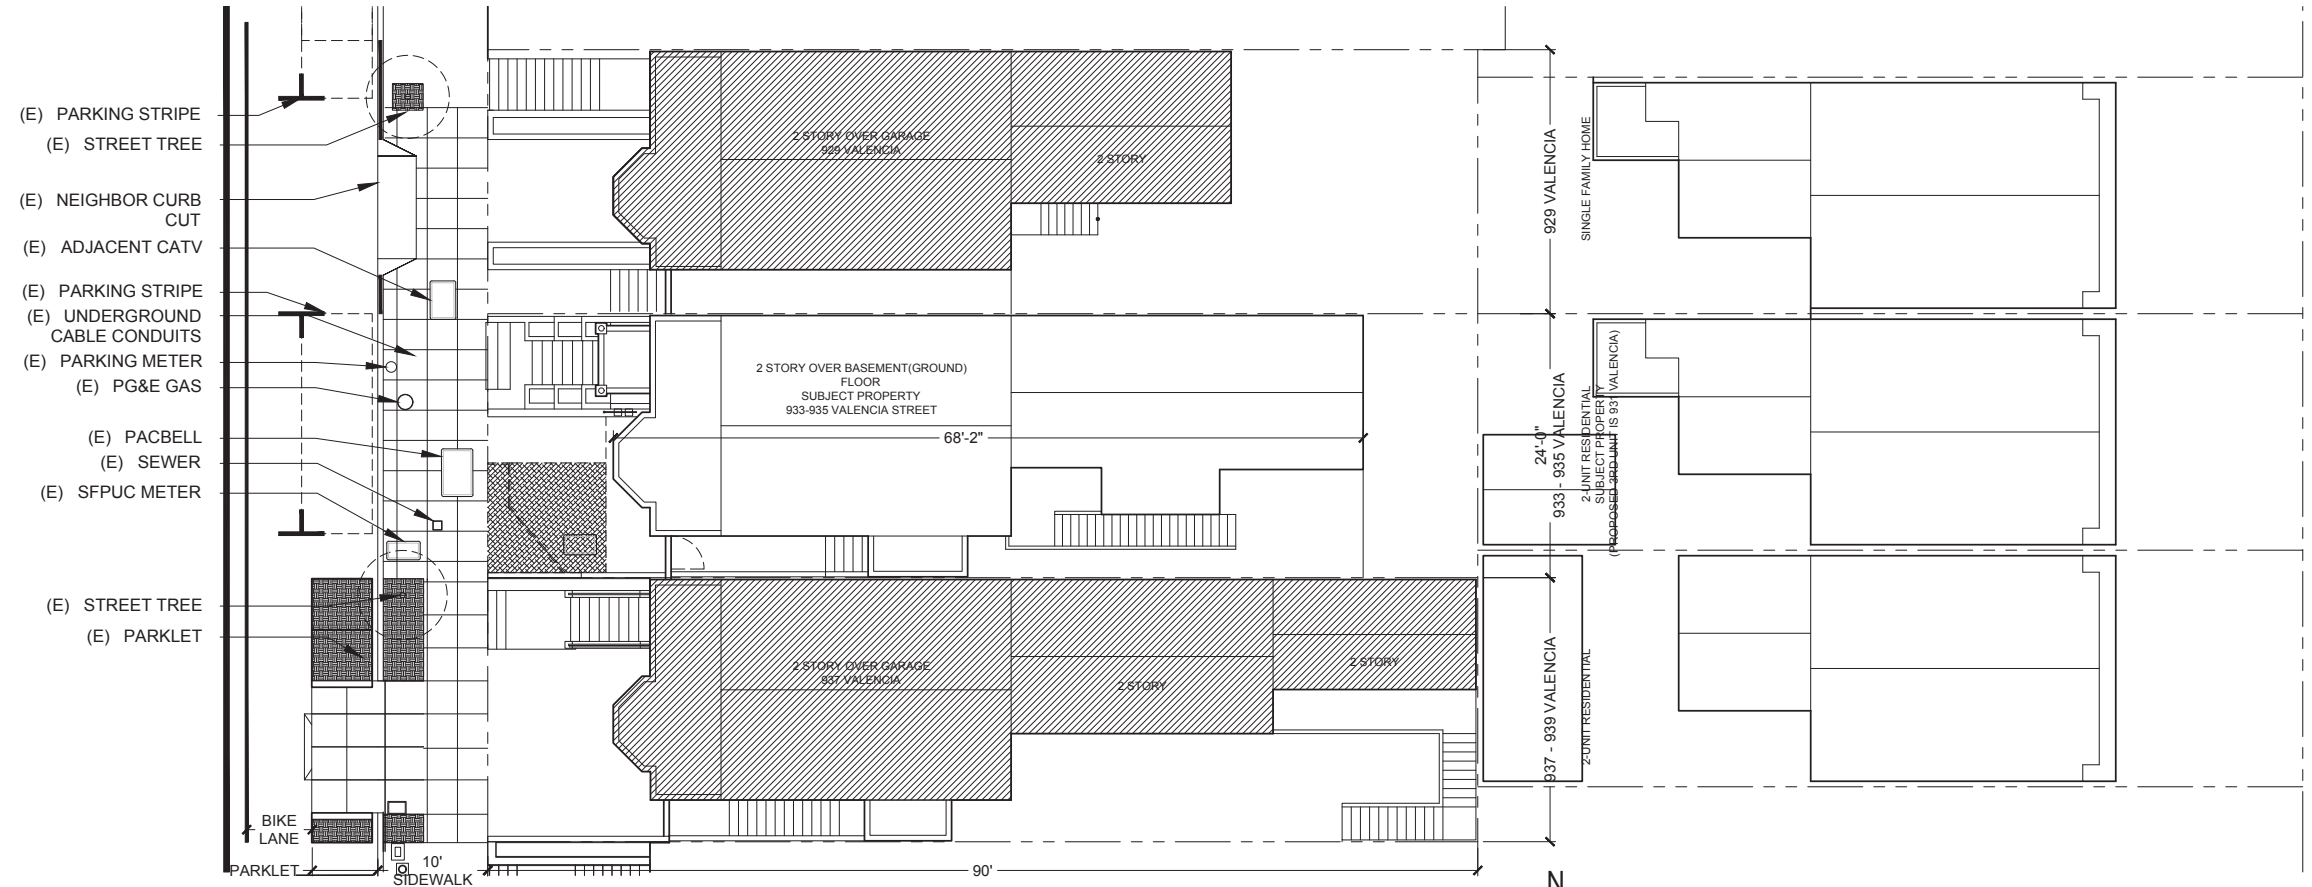 (E) PARKING STRIPE
(E) STREET TREE
(E) NEIGHBOR CURB
CUT
(E) ADJACENT CATV
(E) PARKING STRIPE
(E) UNDERGROUND
CABLE CONDUITS
(E) PARKING METER
(E) PG&E GAS
(E) PACBELL
(E) SEWER
(E) SFPUC METER
(E) STREET TREE
(E) PARKLET
BIKE
LANE
PARKLET
10'
SIDEWALK
90'
N
2 STORY OVER GARAGE
929 VALENCIA
2 STORY
2 STORY OVER BASEMENT(GROUND)
FLOOR
SUBJECT PROPERTY
933-935 VALENCIA STREET
68'-2"
2 STORY OVER GARAGE
937 VALENCIA
2 STORY
2 STORY
929 VALENCIA
SINGLE FAMILY HOME
24'-0"
933 - 935 VALENCIA
2-UNIT RESIDENTIAL
SUBJECT PROPERTY
(PROPOSED 3RD UNIT IS 931 VALENCIA)
937 - 939 VALENCIA
2-UNIT RESIDENTIAL